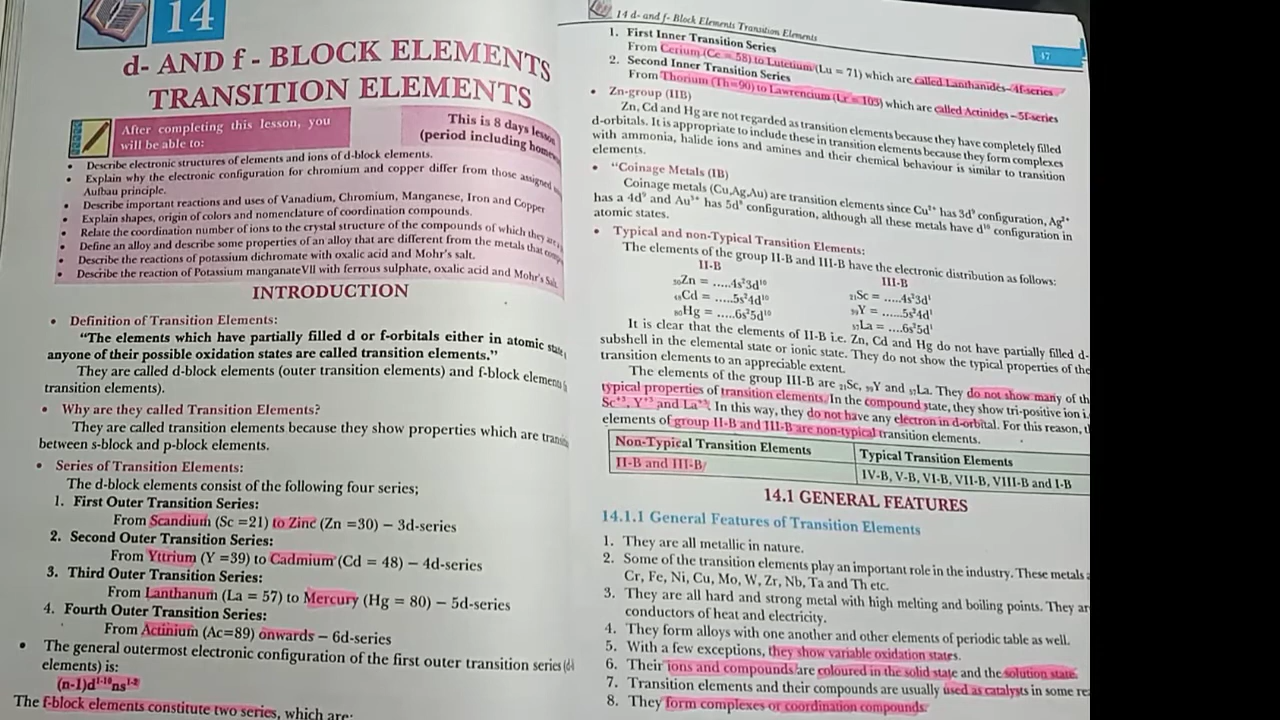 14
d- AND f - BLOCK ELEMENTS
TRANSITION ELEMENTS
After completing this lesson, you
will be able to:
This is 8 days lesson
(period including homework
• Describe electronic structures of elements and ions of d-block elements.
• Explain why the electronic configuration for chromium and copper differ from those assigned
Aufbau principle.
• Describe important reactions and uses of Vanadium, Chromium, Manganese, Iron and Copper
• Explain shapes, origin of colors and nomenclature of coordination compounds.
• Relate the coordination number of ions to the crystal structure of the compounds of which they are
• Define an alloy and describe some properties of an alloy that are different from the metals that
• Describe the reactions of potassium dichromate with oxalic acid and Mohr's salt.
• Describe the reaction of Potassium manganateVII with ferrous sulphate, oxalic acid and Mohr's Salt
INTRODUCTION
• Definition of Transition Elements:
“The elements which have partially filled d or f-orbitals either in atomic state
anyone of their possible oxidation states are called transition elements.”
They are called d-block elements (outer transition elements) and f-block elements
transition elements).
• Why are they called Transition Elements?
They are called transition elements because they show properties which are
between s-block and p-block elements.
• Series of Transition Elements:
The d-block elements consist of the following four series;
1. First Outer Transition Series:
From Scandium (Sc =21) to Zinc (Zn =30) – 3d-series
2. Second Outer Transition Series:
From Yttrium (Y =39) to Cadmium (Cd = 48) – 4d-series
3. Third Outer Transition Series:
From Lanthanum (La = 57) to Mercury (Hg = 80) – 5d-series
4. Fourth Outer Transition Series:
From Actinium (Ac=89) onwards – 6d-series
• The general outermost electronic configuration of the first outer transition series
elements) is:
(n-1)d¹⁻¹⁰ns¹⁻²
The f-block elements constitute two series, which are:
14 d- and f- Block Elements Transition Elements
47
1. First Inner Transition Series
From Cerium (Ce = 58) to Lutetium (Lu = 71) which are called Lanthanides–4f-series
2. Second Inner Transition Series
From Thorium (Th=90) to Lawrencium (Lr = 103) which are called Actinides –5f-series
• Zn-group (IIB)
Zn, Cd and Hg are not regarded as transition elements because they have completely filled
d-orbitals. It is appropriate to include these in transition elements because they form complexes
with ammonia, halide ions and amines and their chemical behaviour is similar to transition
elements.
• “Coinage Metals (IB)
Coinage metals (Cu,Ag,Au) are transition elements since Cu²⁺ has 3d⁹ configuration, Ag²⁺
has a 4d⁹ and Au³⁺ has 5d⁸ configuration, although all these metals have d¹⁰ configuration in
atomic states.
• Typical and non-Typical Transition Elements:
The elements of the group II-B and III-B have the electronic distribution as follows:
II-B III-B
₃₀Zn = .....4s²3d¹⁰ ₂₁Sc = .....4s²3d¹
₄₈Cd = .....5s²4d¹⁰ ₃₉Y = ......5s²4d¹
₈₀Hg = .....6s²5d¹⁰ ₅₇La = ....6s²5d¹
It is clear that the elements of II-B i.e. Zn, Cd and Hg do not have partially filled d-
subshell in the elemental state or ionic state. They do not show the typical properties of the
transition elements to an appreciable extent.
The elements of the group III-B are ₂₁Sc, ₃₉Y and ₅₇La. They do not show many of th
typical properties of transition elements. In the compound state, they show tri-positive ion i.
Sc⁺³, Y⁺³ and La⁺³. In this way, they do not have any electron in d-orbital. For this reason, t
elements of group II-B and III-B are non-typical transition elements.
Non-Typical Transition Elements Typical Transition Elements
II-B and III-B IV-B, V-B, VI-B, VII-B, VIII-B and I-B
14.1 GENERAL FEATURES
14.1.1 General Features of Transition Elements
1. They are all metallic in nature.
2. Some of the transition elements play an important role in the industry. These metals
Cr, Fe, Ni, Cu, Mo, W, Zr, Nb, Ta and Th etc.
3. They are all hard and strong metal with high melting and boiling points. They ar
conductors of heat and electricity.
4. They form alloys with one another and other elements of periodic table as well.
5. With a few exceptions, they show variable oxidation states.
6. Their ions and compounds are coloured in the solid state and the solution state.
7. Transition elements and their compounds are usually used as catalysts in some re
8. They form complexes or coordination compounds.